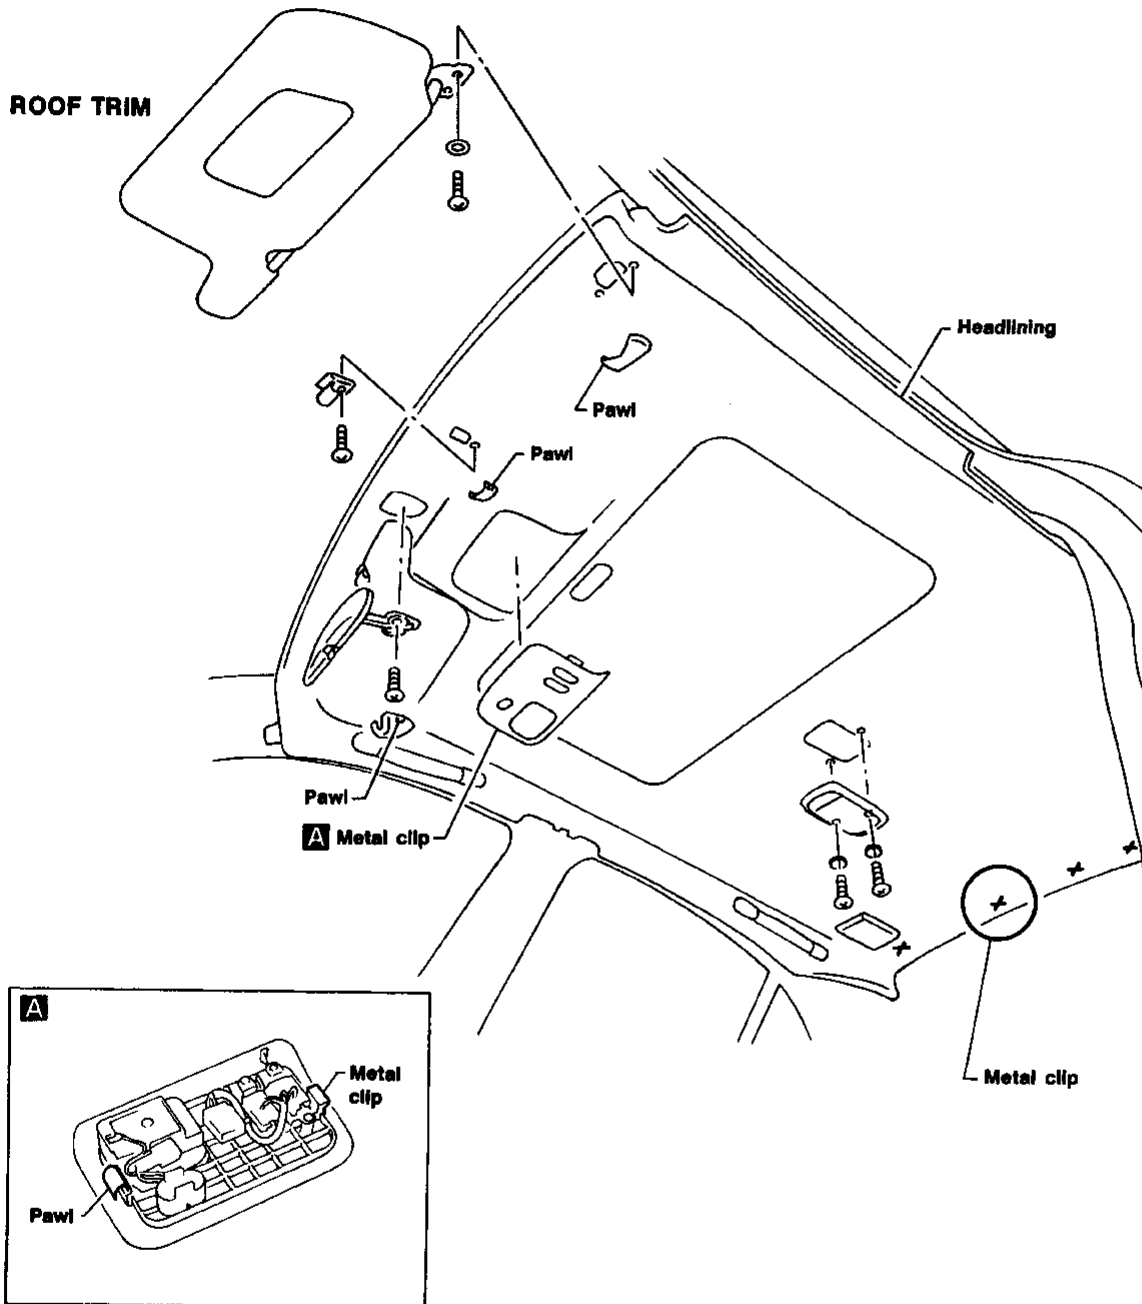 ROOF TRIM
Headlining
Pawl
Pawl
Pawl
A Metal clip
Metal clip
A
Metal
clip
Pawl